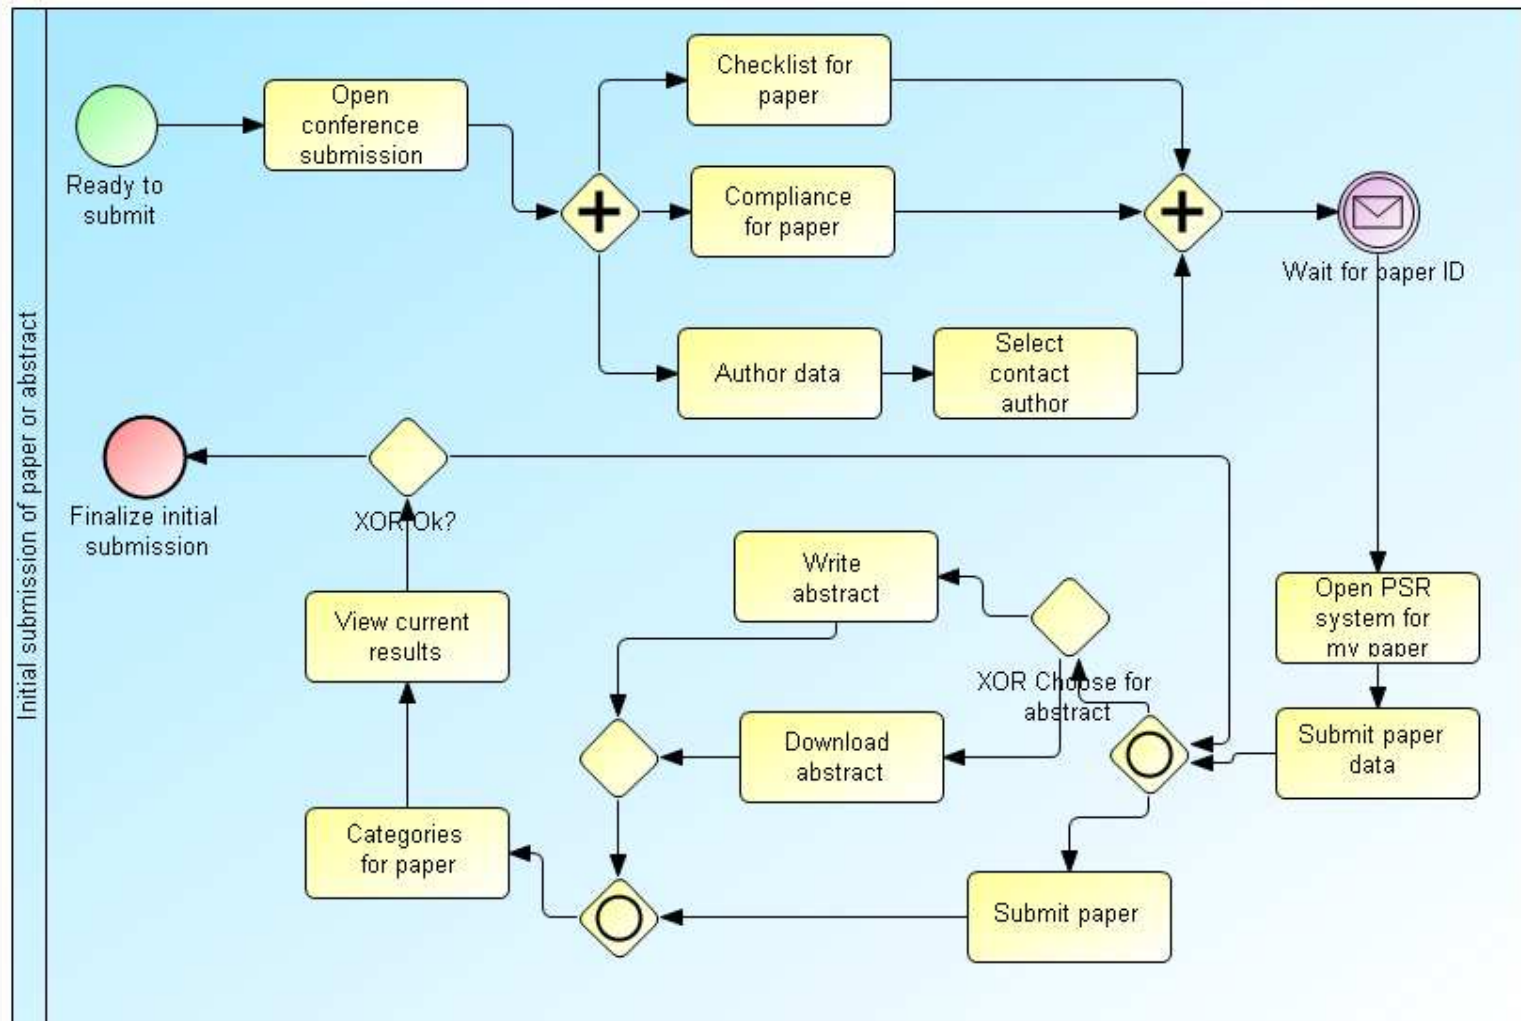 Initial submission of paper or abstract
Ready to
submit
Open
conference
submission
Checklist for
paper
Compliance
for paper
Author data
Select
contact
author
Wait for paper ID
Finalize initial
submission
XOR Ok?
Write
abstract
Open PSR
system for
my paper
View current
results
XOR Choose for
abstract
Download
abstract
Submit paper
data
Categories
for paper
Submit paper